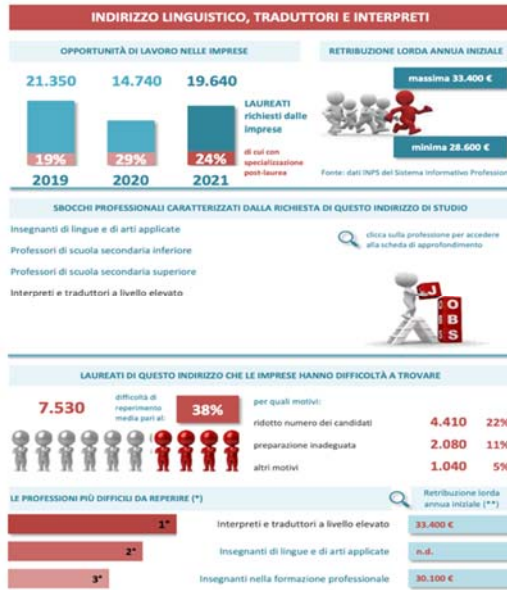 INDIRIZZO LINGUISTICO, TRADUTTORI E INTERPRETI
OPPORTUNITÀ DI LAVORO NELLE IMPRESE
RETRIBUZIONE LORDA ANNUA INIZIALE
21.350
14.740
19.640
LAUREATI
richiesti dalle
imprese
di cui con
specializzazione
post-laurea
19%
29%
24%
2019
2020
2021
massima 33.400 €
minima 28.600 €
Fonte: dati INPS del Sistema Informativo Profession
SBOCCHI PROFESSIONALI CARATTERIZZATI DALLA RICHIESTA DI QUESTO INDIRIZZO DI STUDIO
Insegnanti di lingue e di arti applicate
Professori di scuola secondaria inferiore
Professori di scuola secondaria superiore
Interpreti e traduttori a livello elevato
clicca sulla professione per accedere
alla scheda di approfondimento
J
O
B
S
LAUREATI DI QUESTO INDIRIZZO CHE LE IMPRESE HANNO DIFFICOLTÀ A TROVARE
7.530
difficoltà di
reperimento
media pari al:
38%
per quali motivi:
ridotto numero dei candidati 4.410 22%
preparazione inadeguata 2.080 11%
altri motivi 1.040 5%
LE PROFESSIONI PIÙ DIFFICILI DA REPERIRE (*)
Retribuzione lorda
annua iniziale (**)
1° Interpreti e traduttori a livello elevato 33.400 €
2° Insegnanti di lingue e di arti applicate n.d.
3° Insegnanti nella formazione professionale 30.100 €